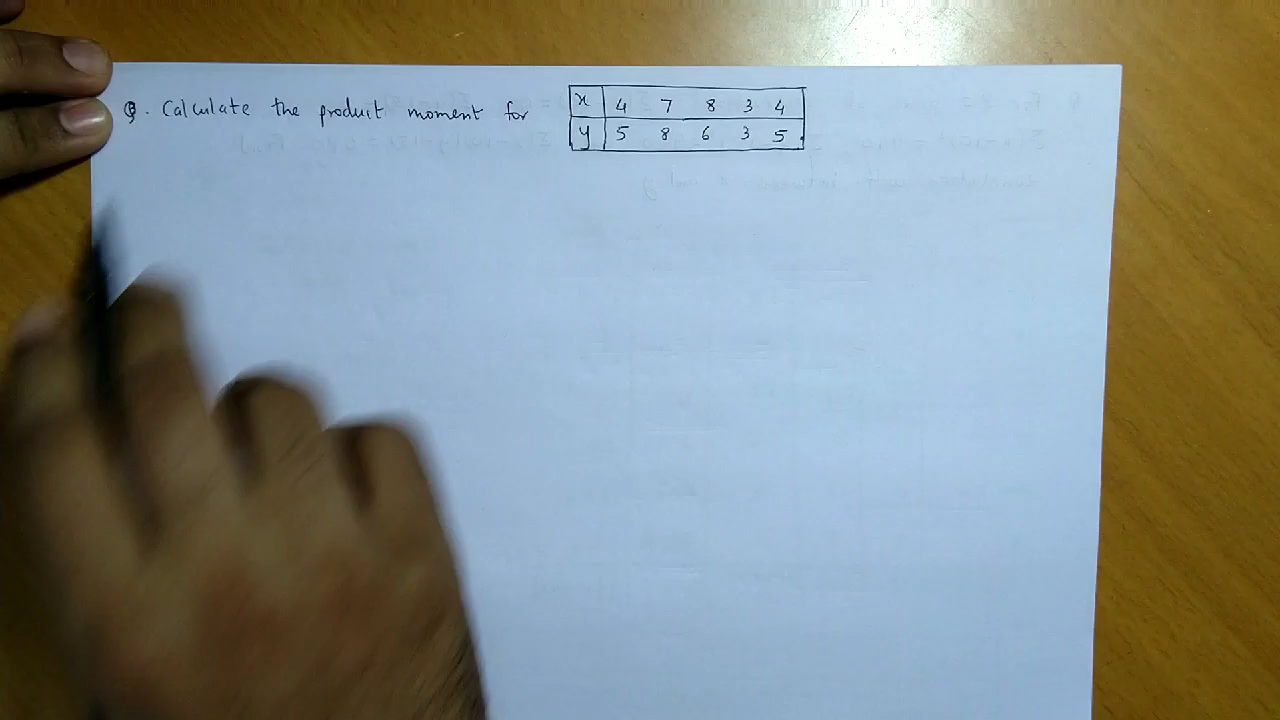 Q. Calculate the product moment for
x 4 7 8 3 4
y 5 8 6 3 5